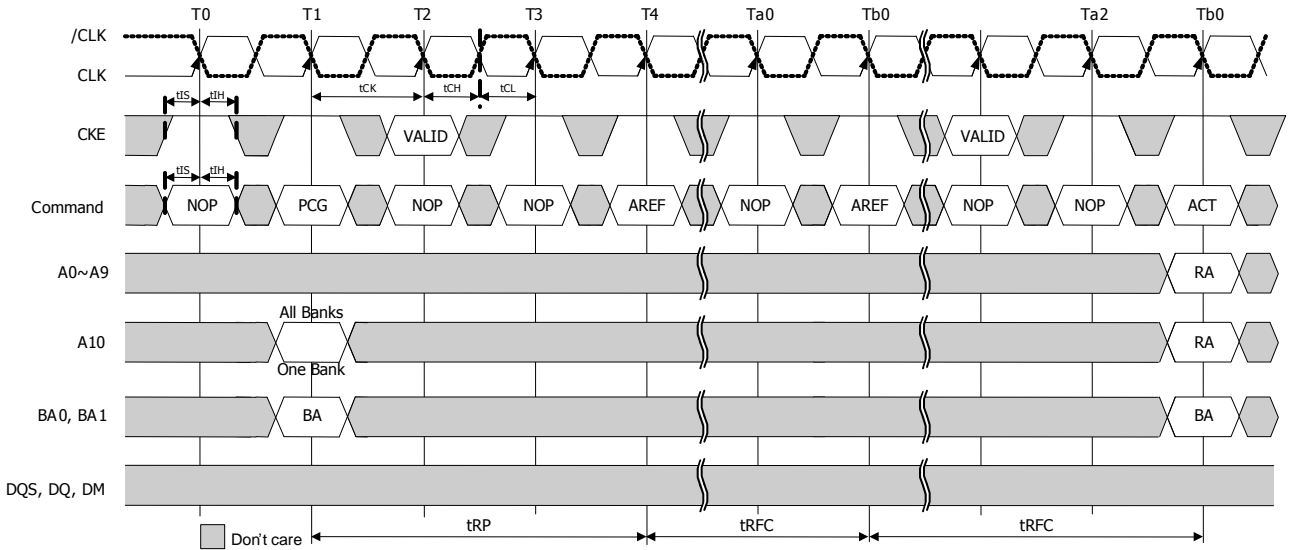 T0 T1 T2 T3 T4 Ta0 Tb0 Ta2 Tb0
/CLK
CLK
tCK tCH tCL
tIS tIH
CKE VALID VALID
tIS tIH
Command NOP PCG NOP NOP AREF NOP AREF NOP NOP ACT
A0~A9 RA
All Banks
A10 RA
One Bank
BA0, BA1 BA BA
DQS, DQ, DM
tRP tRFC tRFC
Don't care